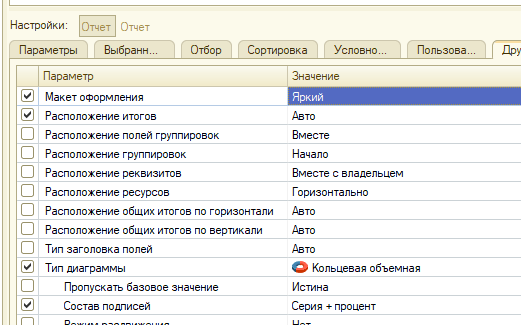 Настройки: Отчет Отчет
Параметры Выбранн... Отбор Сортировка Условно... Пользова... Дру
Параметр Значение
Макет оформления Яркий
Расположение итогов Авто
Расположение полей группировок Вместе
Расположение группировок Начало
Расположение реквизитов Вместе с владельцем
Расположение ресурсов Горизонтально
Расположение общих итогов по горизонтали Авто
Расположение общих итогов по вертикали Авто
Тип заголовка полей Авто
Тип диаграммы Кольцевая объемная
Пропускать базовое значение Истина
Состав подписей Серия + процент
Режим раздвижения Нет